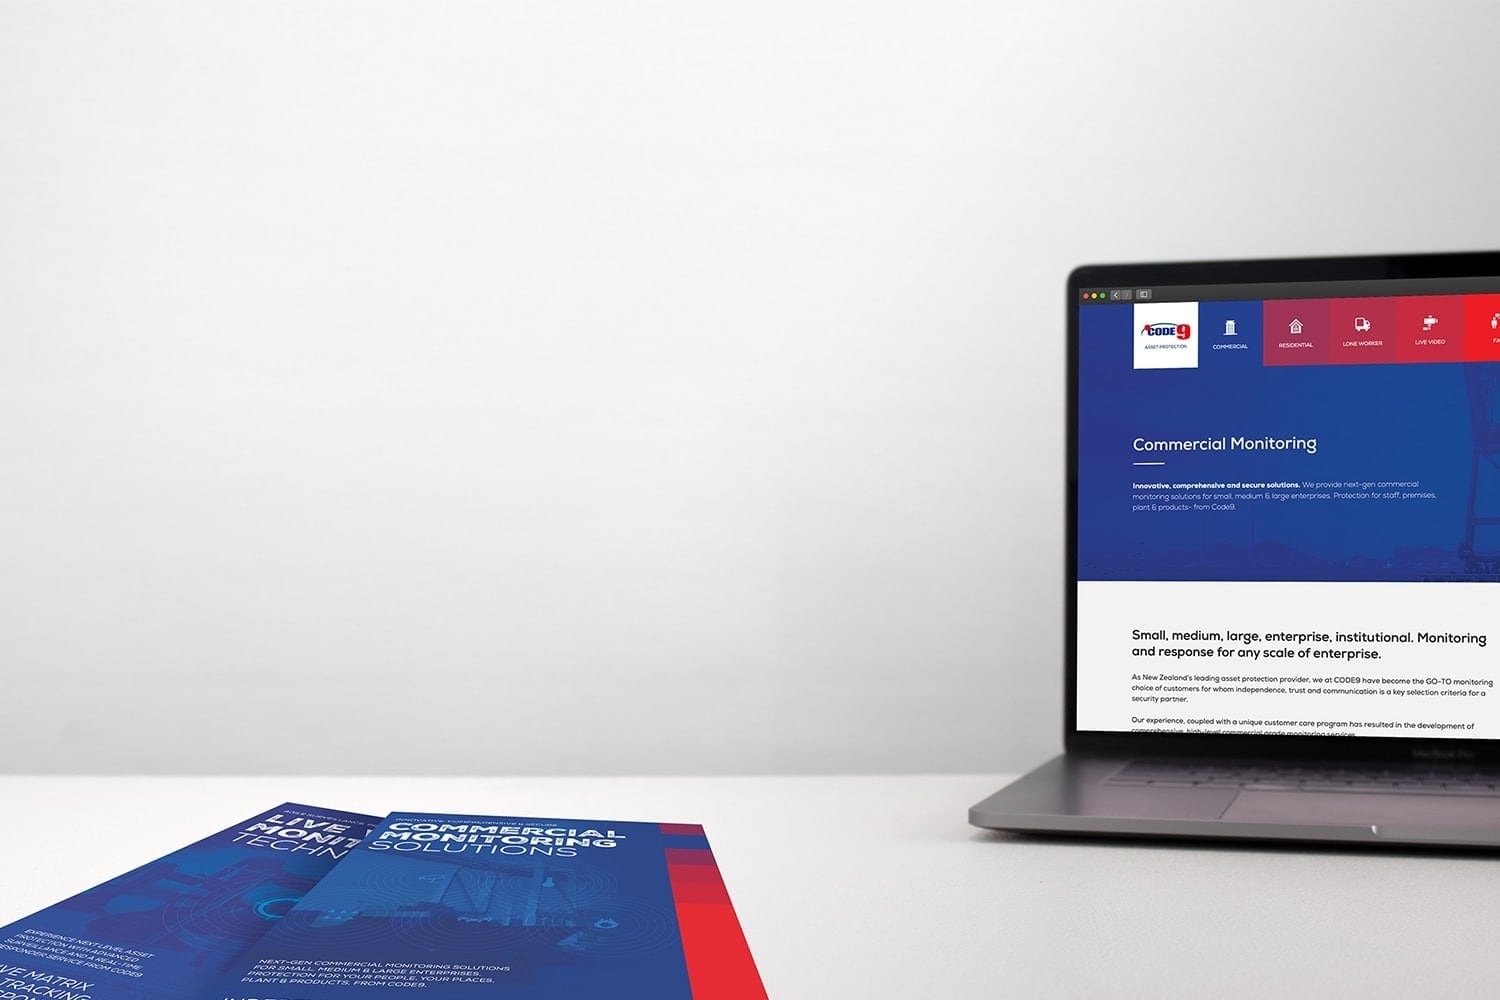 CODE9
ASSET PROTECTION
COMMERCIAL
RESIDENTIAL
LONE WORKER
LIVE VIDEO
Commercial Monitoring
Innovative, comprehensive and secure solutions. We provide next-gen commercial
monitoring solutions for small, medium & large enterprises. Protection for staff, premises,
plant & products- from Code9.
Small, medium, large, enterprise, institutional. Monitoring
and response for any scale of enterprise.
As New Zealand's leading asset protection provider, we at CODE9 have become the GO-TO monitoring
choice of customers for whom independence, trust and communication is a key selection criteria for a
security partner.
Our experience, coupled with a unique customer care program has resulted in the development of
comprehensive, high-level commercial grade monitoring services
MacBook Pro
LIVE
MONIT
TECHN
EXPERIENCE NEXT LEVEL ASSET
PROTECTION WITH ADVANCED
SURVEILLANCE AND A REAL-TIME
RESPONDER SERVICE FROM CODE9.
VE MATRIX
TRACKING
INNOVATIVE, COMPREHENSIVE & SECURE
COMMERCIAL
MONITORING
SOLUTIONS
NEXT-GEN COMMERCIAL MONITORING SOLUTIONS
FOR SMALL, MEDIUM & LARGE ENTERPRISES.
PROTECTION FOR YOUR PEOPLE, YOUR PLACES,
PLANT & PRODUCTS, FROM CODE9.